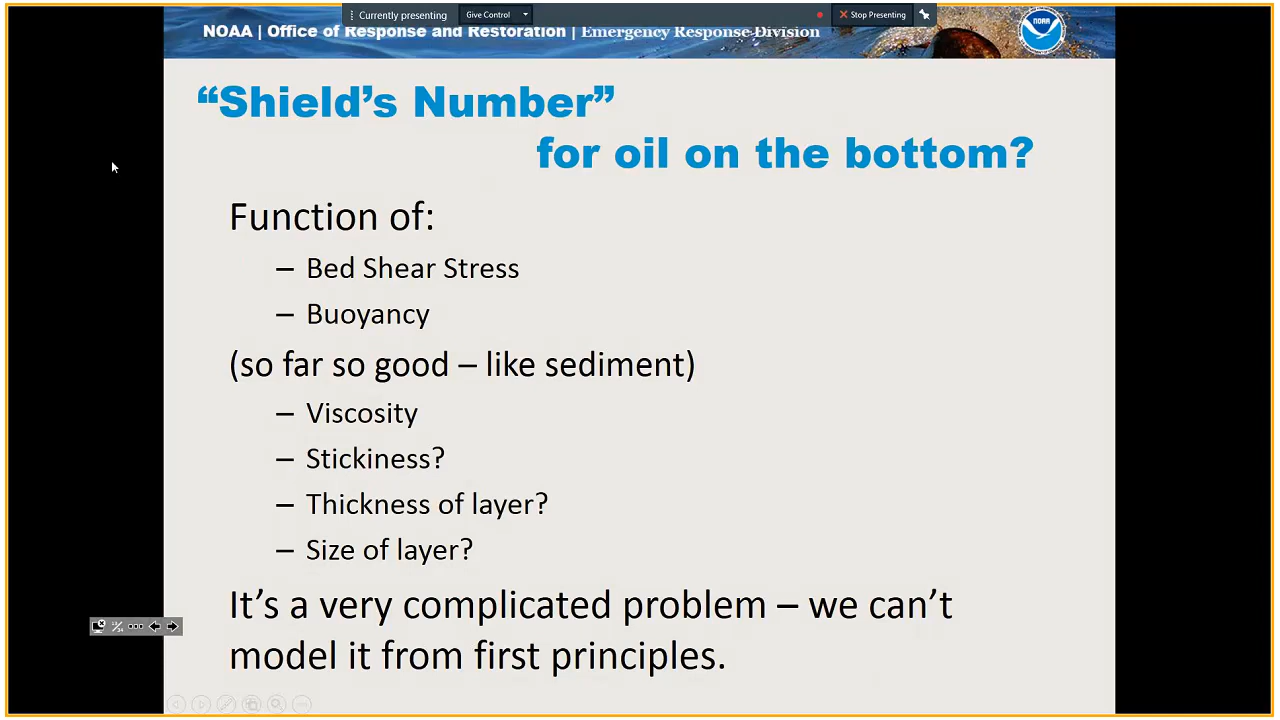 Currently presenting
Give Control
Stop Presenting
NOAA | Office of Response and Restoration | Emergency Response Division
NOAA
“Shield’s Number”
for oil on the bottom?
Function of:
– Bed Shear Stress
– Buoyancy
(so far so good – like sediment)
– Viscosity
– Stickiness?
– Thickness of layer?
– Size of layer?
It’s a very complicated problem – we can’t
model it from first principles.